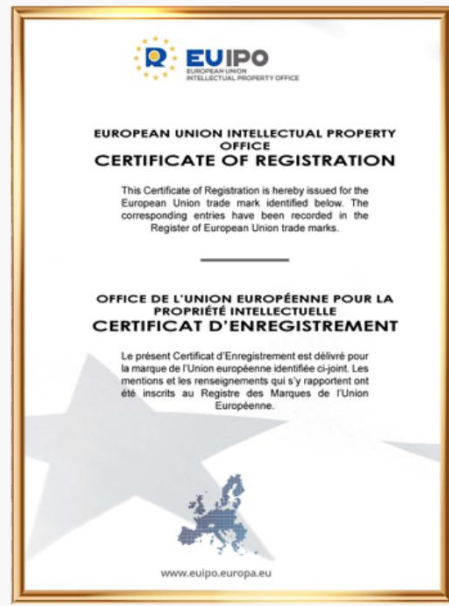 EUIPO
EUROPEAN UNION
INTELLECTUAL PROPERTY OFFICE
EUROPEAN UNION INTELLECTUAL PROPERTY
OFFICE
CERTIFICATE OF REGISTRATION
This Certificate of Registration is hereby issued for the
European Union trade mark identified below. The
corresponding entries have been recorded in the
Register of European Union trade marks.
OFFICE DE L'UNION EUROPÉENNE POUR LA
PROPRIÉTÉ INTELLECTUELLE
CERTIFICAT D'ENREGISTREMENT
Le présent Certificat d'Enregistrement est délivré pour
la marque de l'Union européenne identifiée ci-joint. Les
mentions et les renseignements qui s'y rapportent ont
été inscrits au Registre des Marques de l'Union
Européenne.
www.euipo.europa.eu